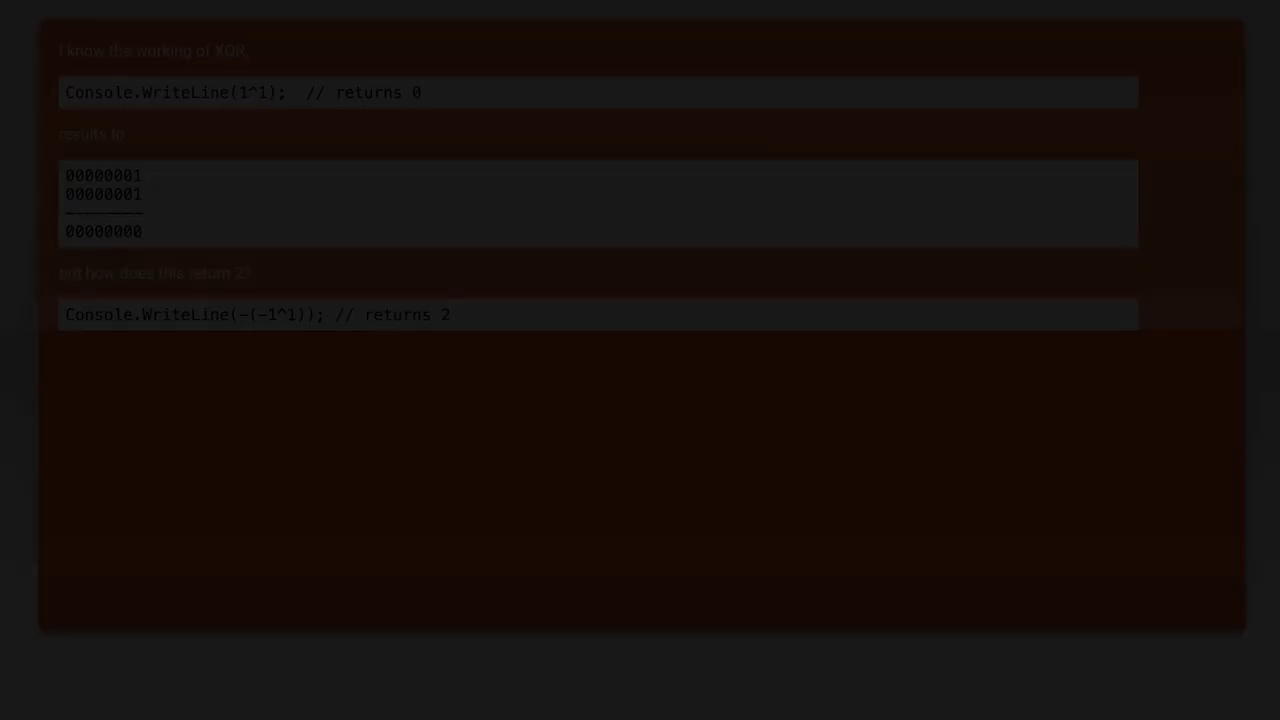 I know the working of XOR,
Console.WriteLine(1^1);  // returns 0
results to
00000001
00000001
--------
00000000
but how does this return 2?
Console.WriteLine(-(-1^1)); // returns 2